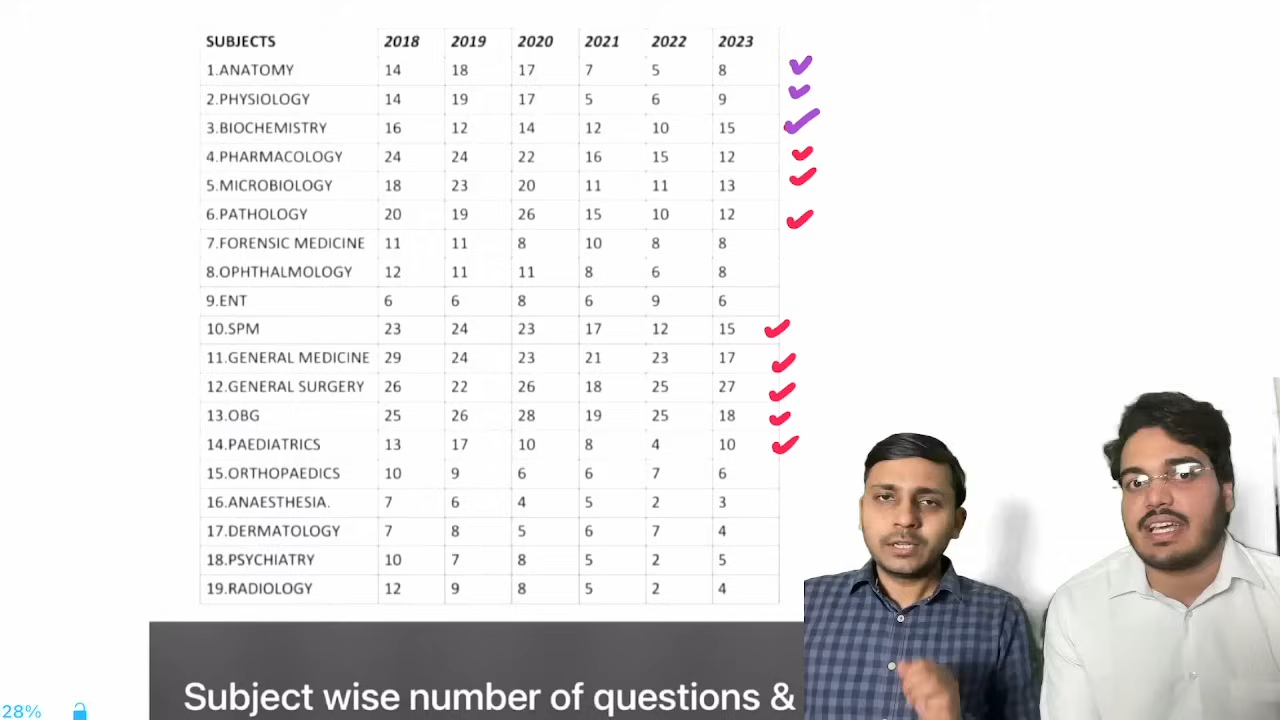 SUBJECTS 2018 2019 2020 2021 2022 2023
1.ANATOMY 14 18 17 7 5 8
2.PHYSIOLOGY 14 19 17 5 6 9
3.BIOCHEMISTRY 16 12 14 12 10 15
4.PHARMACOLOGY 24 24 22 16 15 12
5.MICROBIOLOGY 18 23 20 11 11 13
6.PATHOLOGY 20 19 26 15 10 12
7.FORENSIC MEDICINE 11 11 8 10 8 8
8.OPHTHALMOLOGY 12 11 11 8 6 8
9.ENT 6 6 8 6 9 6
10.SPM 23 24 23 17 12 15
11.GENERAL MEDICINE 29 24 23 21 23 17
12.GENERAL SURGERY 26 22 26 18 25 27
13.OBG 25 26 28 19 25 18
14.PAEDIATRICS 13 17 10 8 4 10
15.ORTHOPAEDICS 10 9 6 6 7 6
16.ANAESTHESIA. 7 6 4 5 2 3
17.DERMATOLOGY 7 8 5 6 7 4
18.PSYCHIATRY 10 7 8 5 2 5
19.RADIOLOGY 12 9 8 5 2 4
Subject wise number of questions &
28%